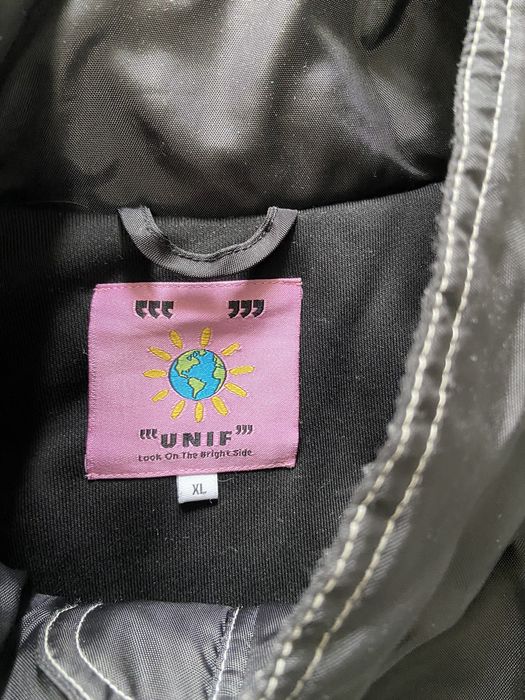 ““‘ ’””
“‘UNIF’”
Look On The Bright Side
XL